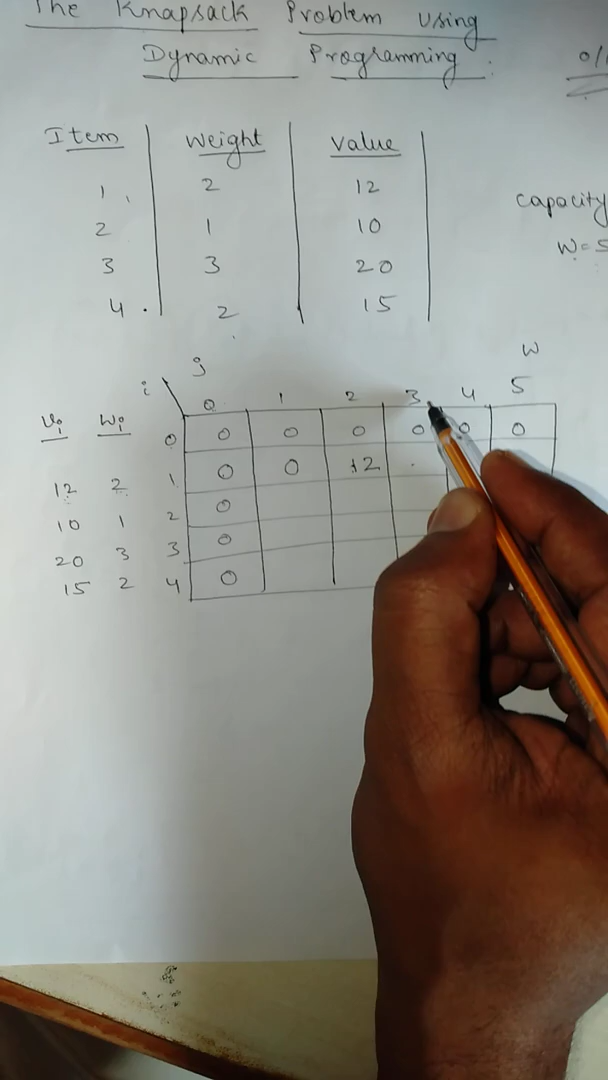 The Knapsack Problem using
Dynamic Programming.
Item Weight Value
1 2 12
2 1 10
3 3 20
4 2 15
capacity
W=5
j W
i 0 1 2 3 4 5
vi wi 0 0 0 0 0 0 0
12 2 1 0 0 12
10 1 2 0
20 3 3 0
15 2 4 0